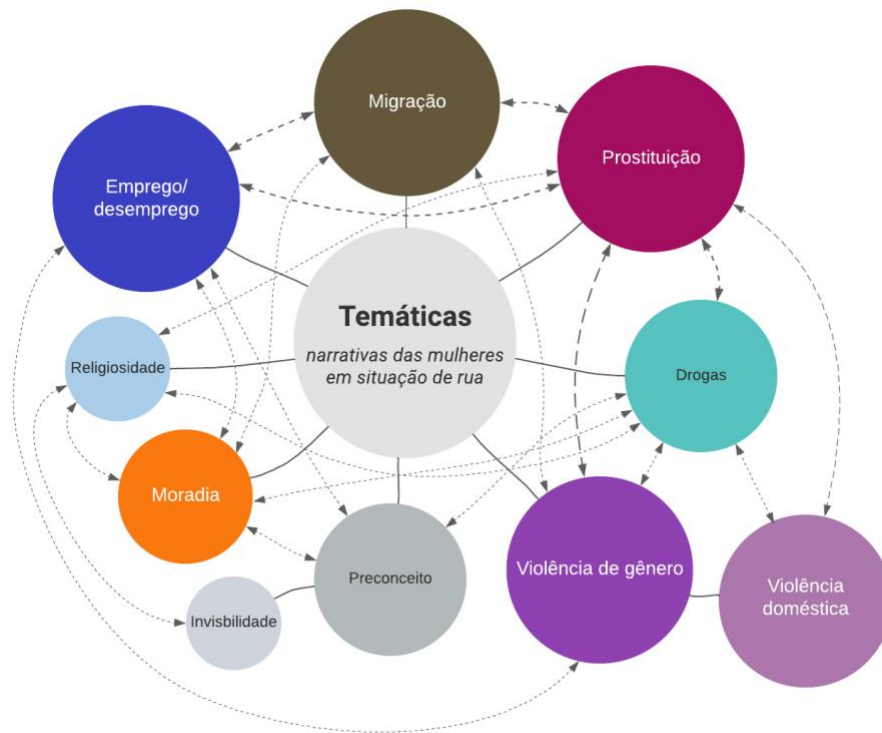 Migração
Prostituição
Emprego/
desemprego
Temáticas
narrativas das mulheres
em situação de rua
Religiosidade
Drogas
Moradia
Preconceito
Violência de gênero
Violência
doméstica
Invisbilidade